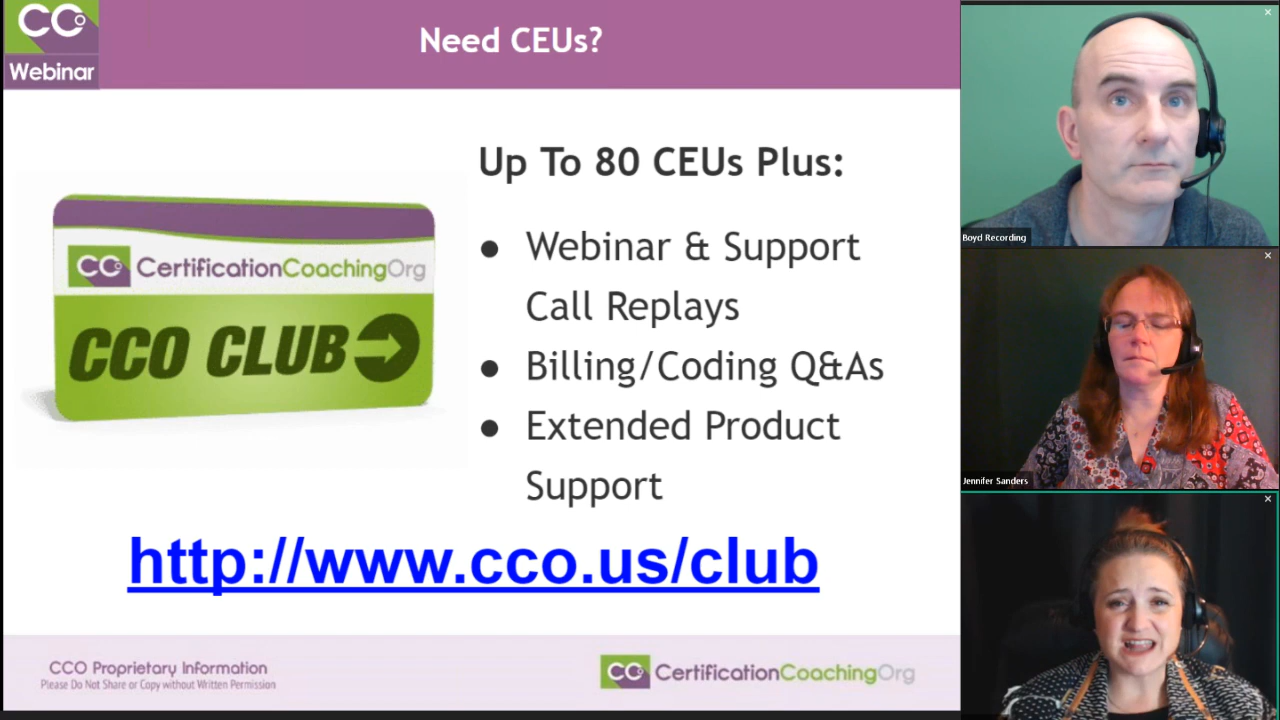 CCO
Webinar
Need CEUs?
Up To 80 CEUs Plus:
CCO CertificationCoachingOrg
CCO CLUB
● Webinar & Support
Call Replays
● Billing/Coding Q&As
● Extended Product
Support
http://www.cco.us/club
CCO Proprietary Information
Please Do Not Share or Copy without Written Permission
CCO CertificationCoachingOrg
Boyd Recording
Jennifer Sanders